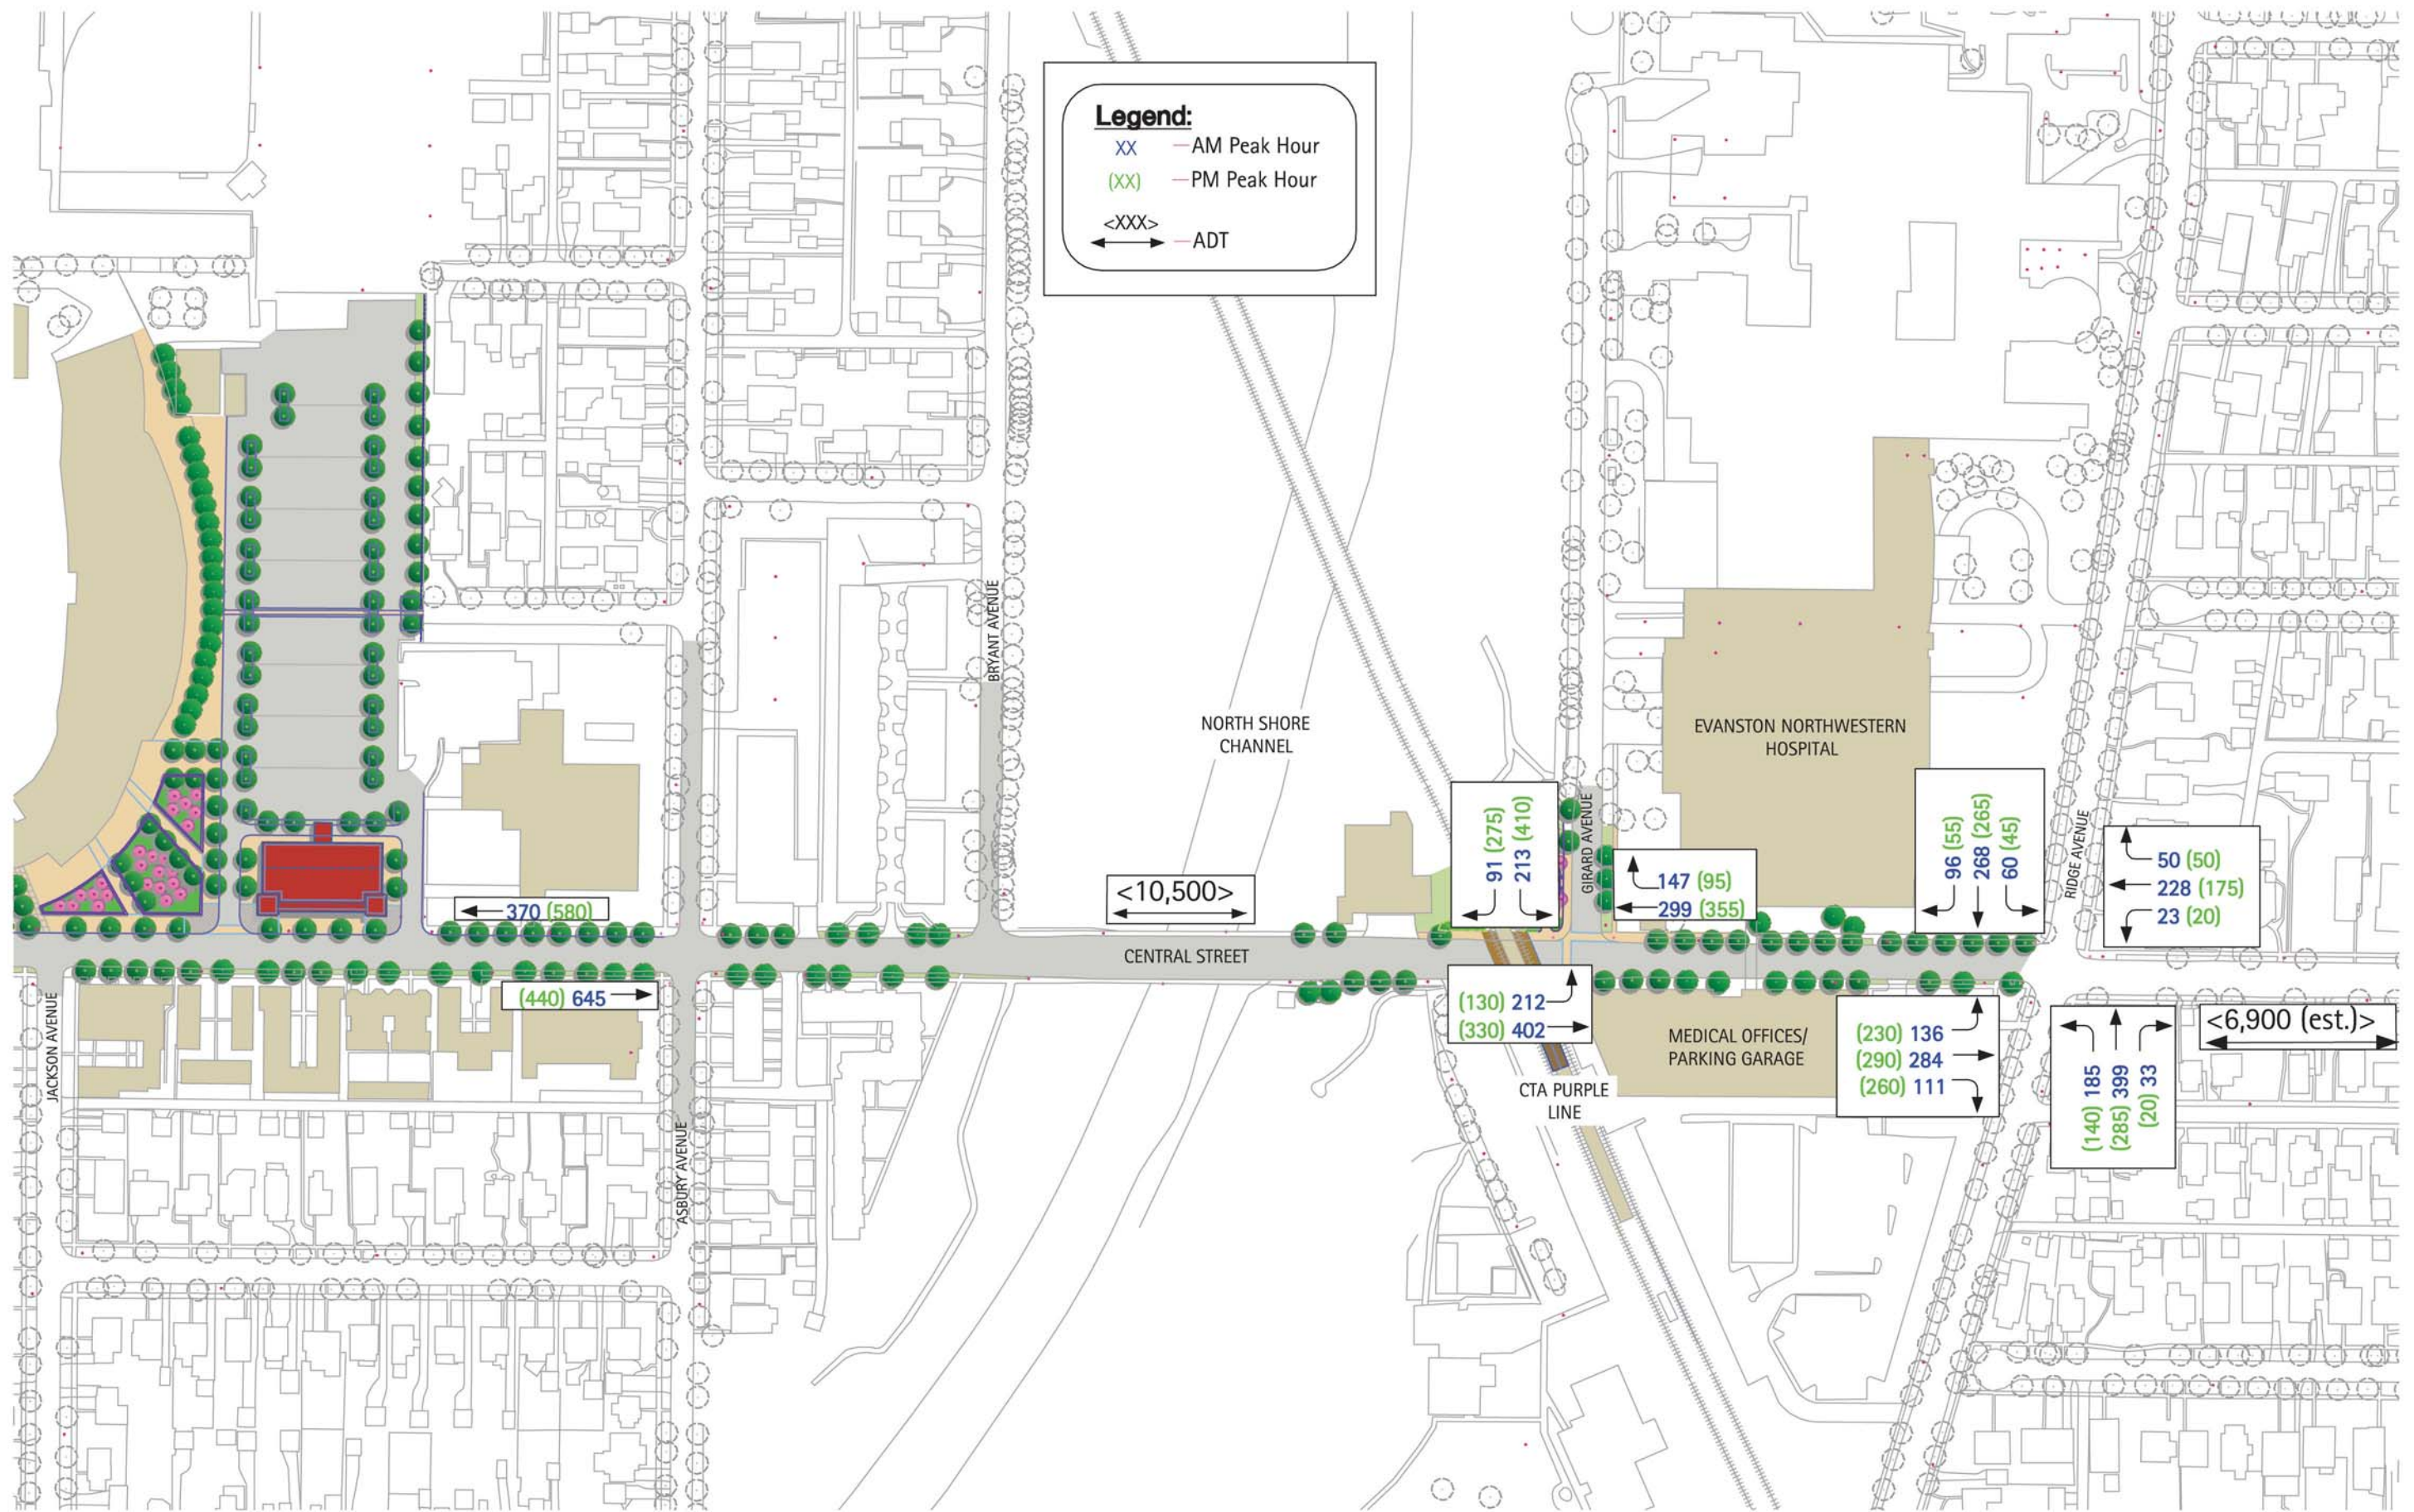 Legend:
XX — AM Peak Hour
(XX) — PM Peak Hour
<XXX> — ADT
BRYANT AVENUE
NORTH SHORE
CHANNEL
EVANSTON NORTHWESTERN
HOSPITAL
GIRARD AVENUE
RIDGE AVENUE
91 (275)
213 (410)
147 (95)
299 (355)
96 (55)
268 (265)
60 (45)
50 (50)
228 (175)
23 (20)
<10,500>
370 (580)
CENTRAL STREET
(440) 645
JACKSON AVENUE
ASBURY AVENUE
(130) 212
(330) 402
CTA PURPLE
LINE
MEDICAL OFFICES/
PARKING GARAGE
(230) 136
(290) 284
(260) 111
(140) 185
(285) 399
(20) 33
<6,900 (est.)>